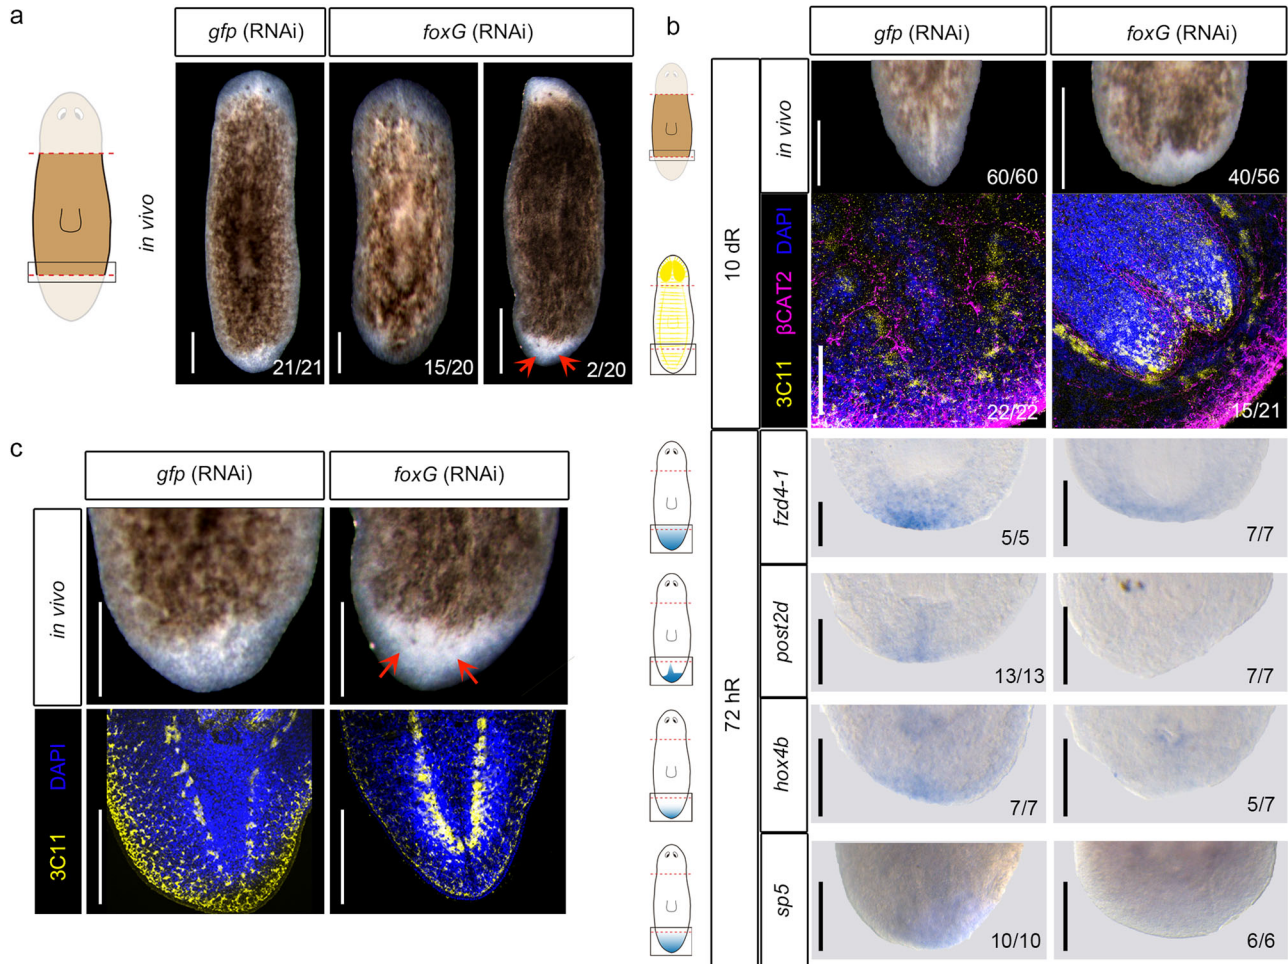 a
gfp (RNAi)
foxG (RNAi)
in vivo
21/21
15/20
2/20
b
gfp (RNAi)
foxG (RNAi)
10 dR
in vivo
60/60
40/56
3C11 βCAT2 DAPI
22/22
15/21
72 hR
fzd4-1
5/5
7/7
post2d
13/13
7/7
hox4b
7/7
5/7
sp5
10/10
6/6
c
gfp (RNAi)
foxG (RNAi)
in vivo
3C11 DAPI